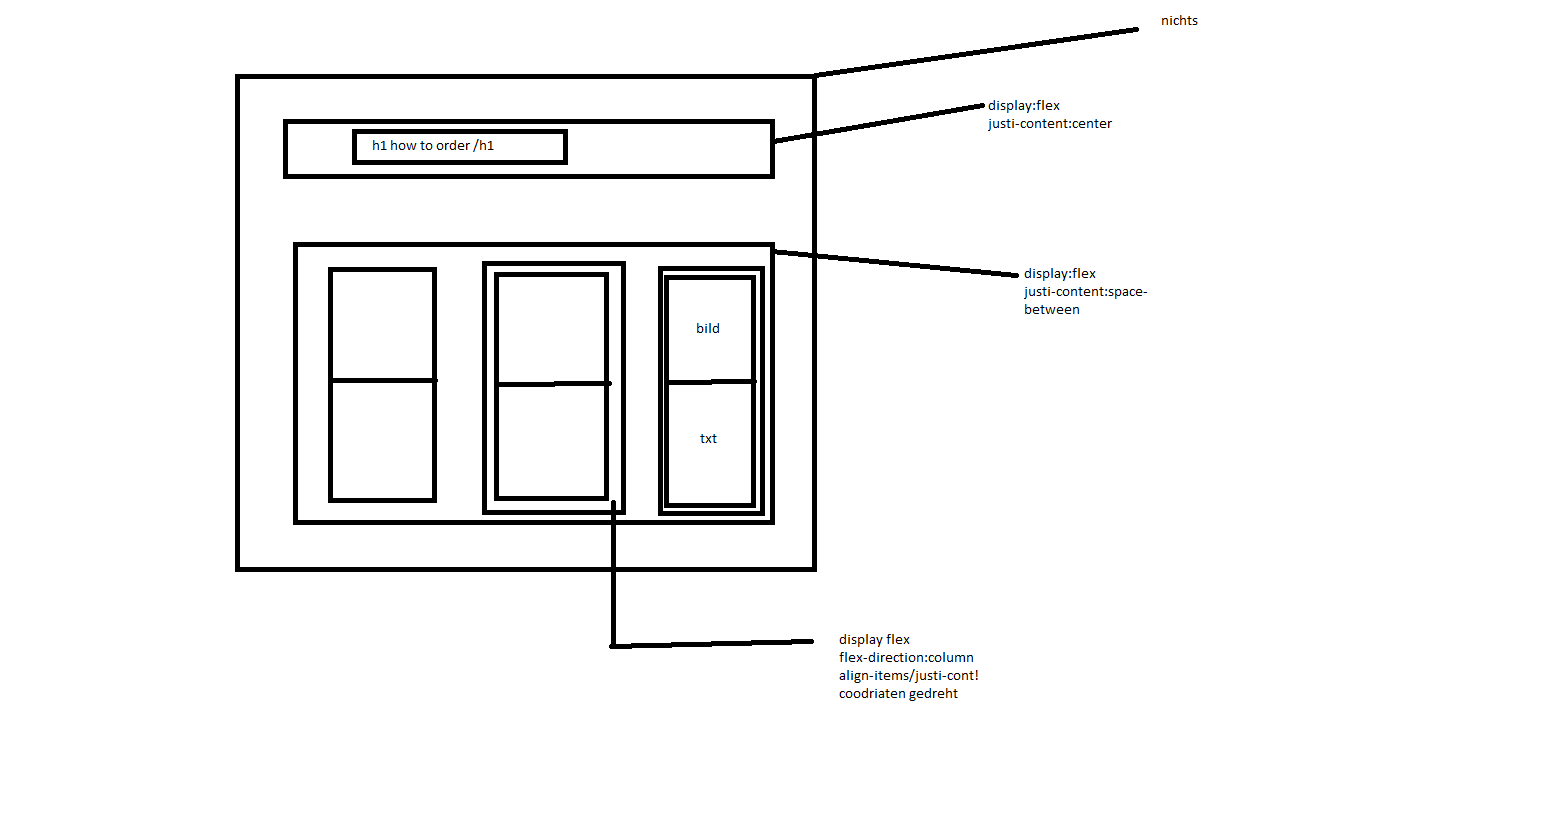 nichts
display:flex
justi-content:center
h1 how to order /h1
display:flex
justi-content:space-
between
bild
txt
display flex
flex-direction:column
align-items/justi-cont!
coodriaten gedreht